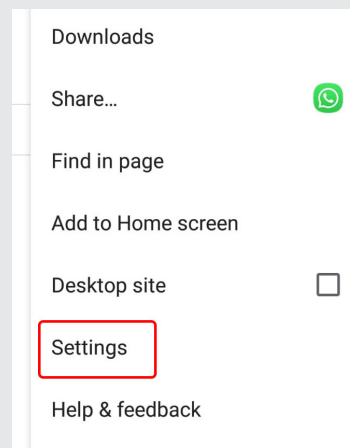 Downloads
Share...
Find in page
Add to Home screen
Desktop site
Settings
Help & feedback